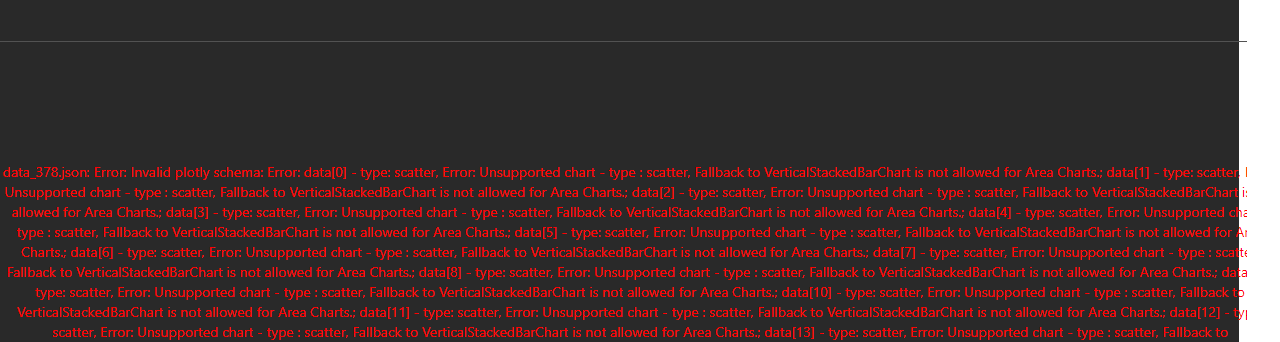 data_378.json: Error: Invalid plotly schema: Error: data[0] - type: scatter, Error: Unsupported chart - type : scatter, Fallback to VerticalStackedBarChart is not allowed for Area Charts.; data[1] - type: scatter,
Unsupported chart - type : scatter, Fallback to VerticalStackedBarChart is not allowed for Area Charts.; data[2] - type: scatter, Error: Unsupported chart - type : scatter, Fallback to VerticalStackedBarChart
allowed for Area Charts.; data[3] - type: scatter, Error: Unsupported chart - type : scatter, Fallback to VerticalStackedBarChart is not allowed for Area Charts.; data[4] - type: scatter, Error: Unsupported
type : scatter, Fallback to VerticalStackedBarChart is not allowed for Area Charts.; data[5] - type: scatter, Error: Unsupported chart - type : scatter, Fallback to VerticalStackedBarChart is not allowed for
Charts.; data[6] - type: scatter, Error: Unsupported chart - type : scatter, Fallback to VerticalStackedBarChart is not allowed for Area Charts.; data[7] - type: scatter, Error: Unsupported chart - type :
Fallback to VerticalStackedBarChart is not allowed for Area Charts.; data[8] - type: scatter, Error: Unsupported chart - type : scatter, Fallback to VerticalStackedBarChart is not allowed for Area Charts.; data
type: scatter, Error: Unsupported chart - type : scatter, Fallback to VerticalStackedBarChart is not allowed for Area Charts.; data[10] - type: scatter, Error: Unsupported chart - type : scatter, Fallback to
VerticalStackedBarChart is not allowed for Area Charts.; data[11] - type: scatter, Error: Unsupported chart - type : scatter, Fallback to VerticalStackedBarChart is not allowed for Area Charts.; data[12] -
scatter, Error: Unsupported chart - type : scatter, Fallback to VerticalStackedBarChart is not allowed for Area Charts.; data[13] - type: scatter, Error: Unsupported chart - type : scatter, Fallback to